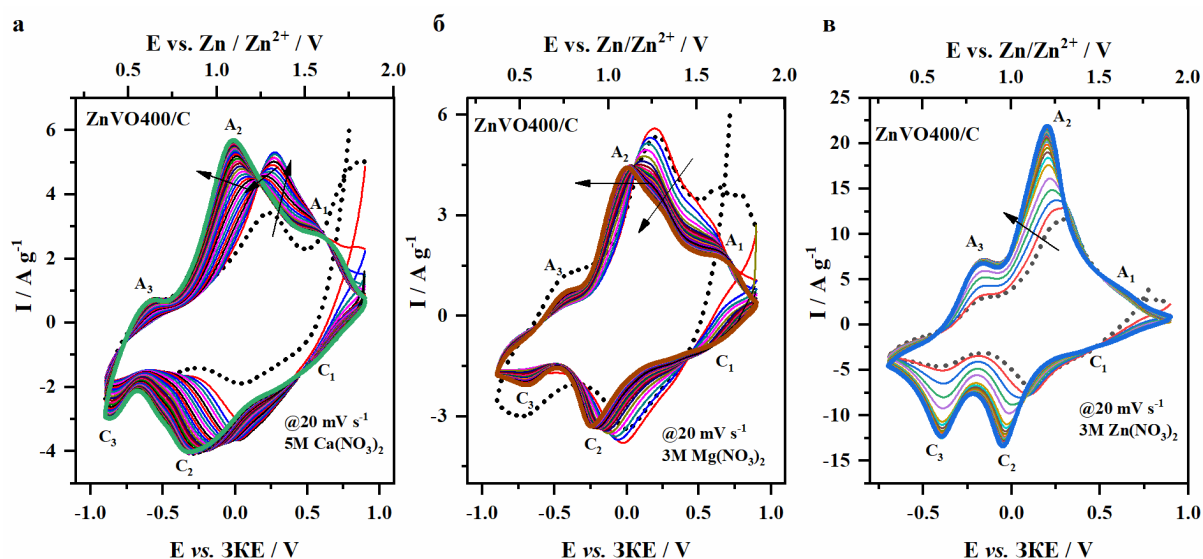 а
E vs. Zn / Zn²⁺ / V
0.5 1.0 1.5 2.0
ZnVO400/C
A₂
A₁
A₃
C₁
C₃
C₂
@20 mV s⁻¹
5M Ca(NO₃)₂
I / A g⁻¹
6
4
2
0
-2
-4
-1.0 -0.5 0.0 0.5 1.0
E vs. ЗКЕ / V
б
E vs. Zn/Zn²⁺ / V
0.5 1.0 1.5 2.0
ZnVO400/C
A₂
A₁
A₃
C₁
C₃
C₂
@20 mV s⁻¹
3M Mg(NO₃)₂
I / A g⁻¹
6
3
0
-3
-1.0 -0.5 0.0 0.5 1.0
E vs. ЗКЕ / V
в
E vs. Zn/Zn²⁺ / V
0.5 1.0 1.5 2.0
ZnVO400/C
A₂
A₃
A₁
C₁
C₃
C₂
@20 mV s⁻¹
3M Zn(NO₃)₂
I / A g⁻¹
25
20
15
10
5
0
-5
-10
-15
-0.5 0.0 0.5 1.0
E vs. ЗКЕ / V